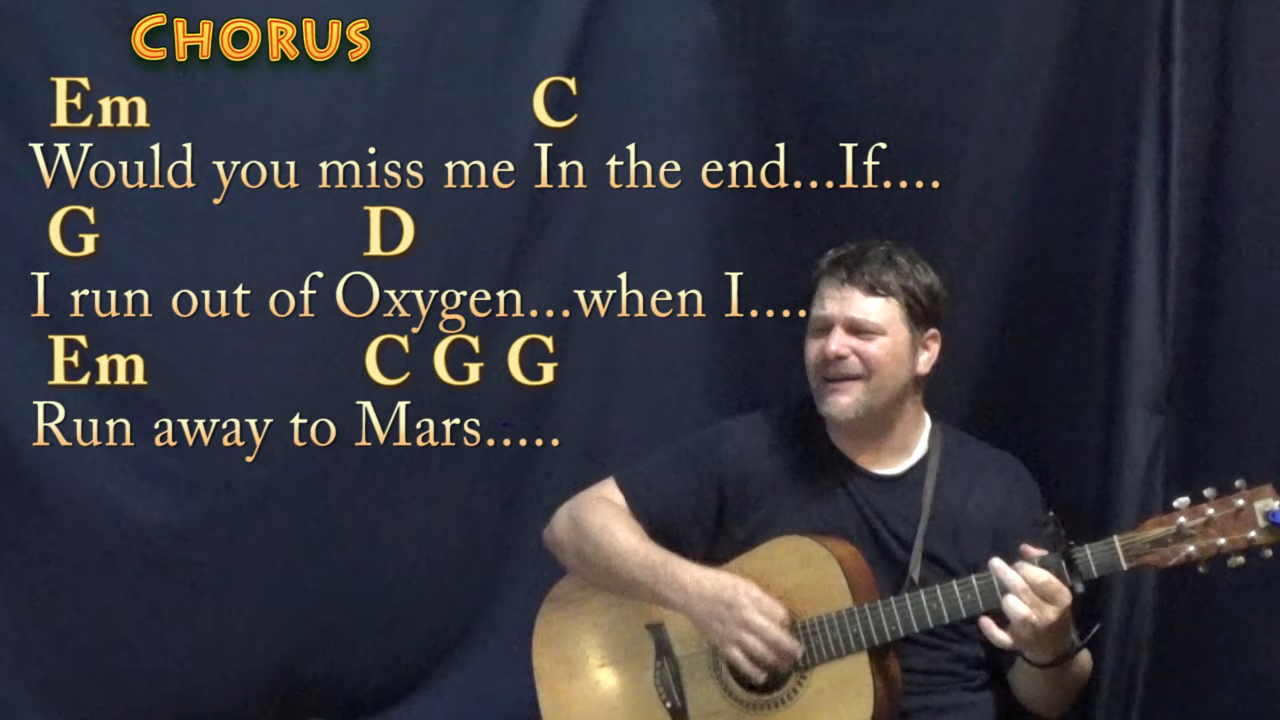 CHORUS
Em C
Would you miss me In the end...If....
G D
I run out of Oxygen...when I....
Em C G G
Run away to Mars.....